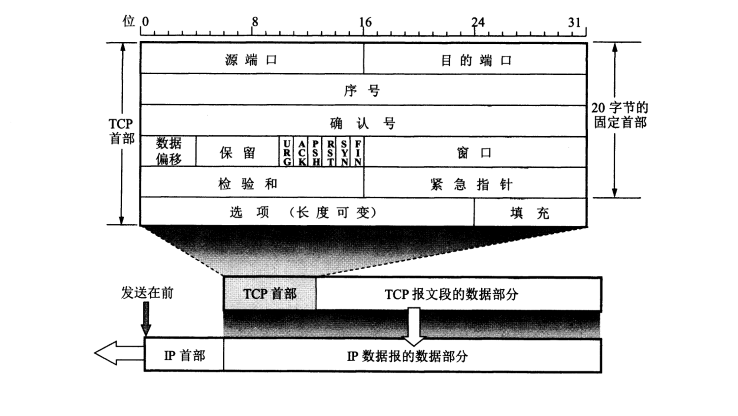 位 0 8 16 24 31
源端口 目的端口
序号
TCP 首部
确认号
20 字节的固定首部
数据偏移 保留 URG ACK PSH RST SYN FIN 窗口
检验和 紧急指针
选项 （长度可变） 填充
发送在前
TCP 首部 TCP 报文段的数据部分
IP 首部 IP 数据报的数据部分